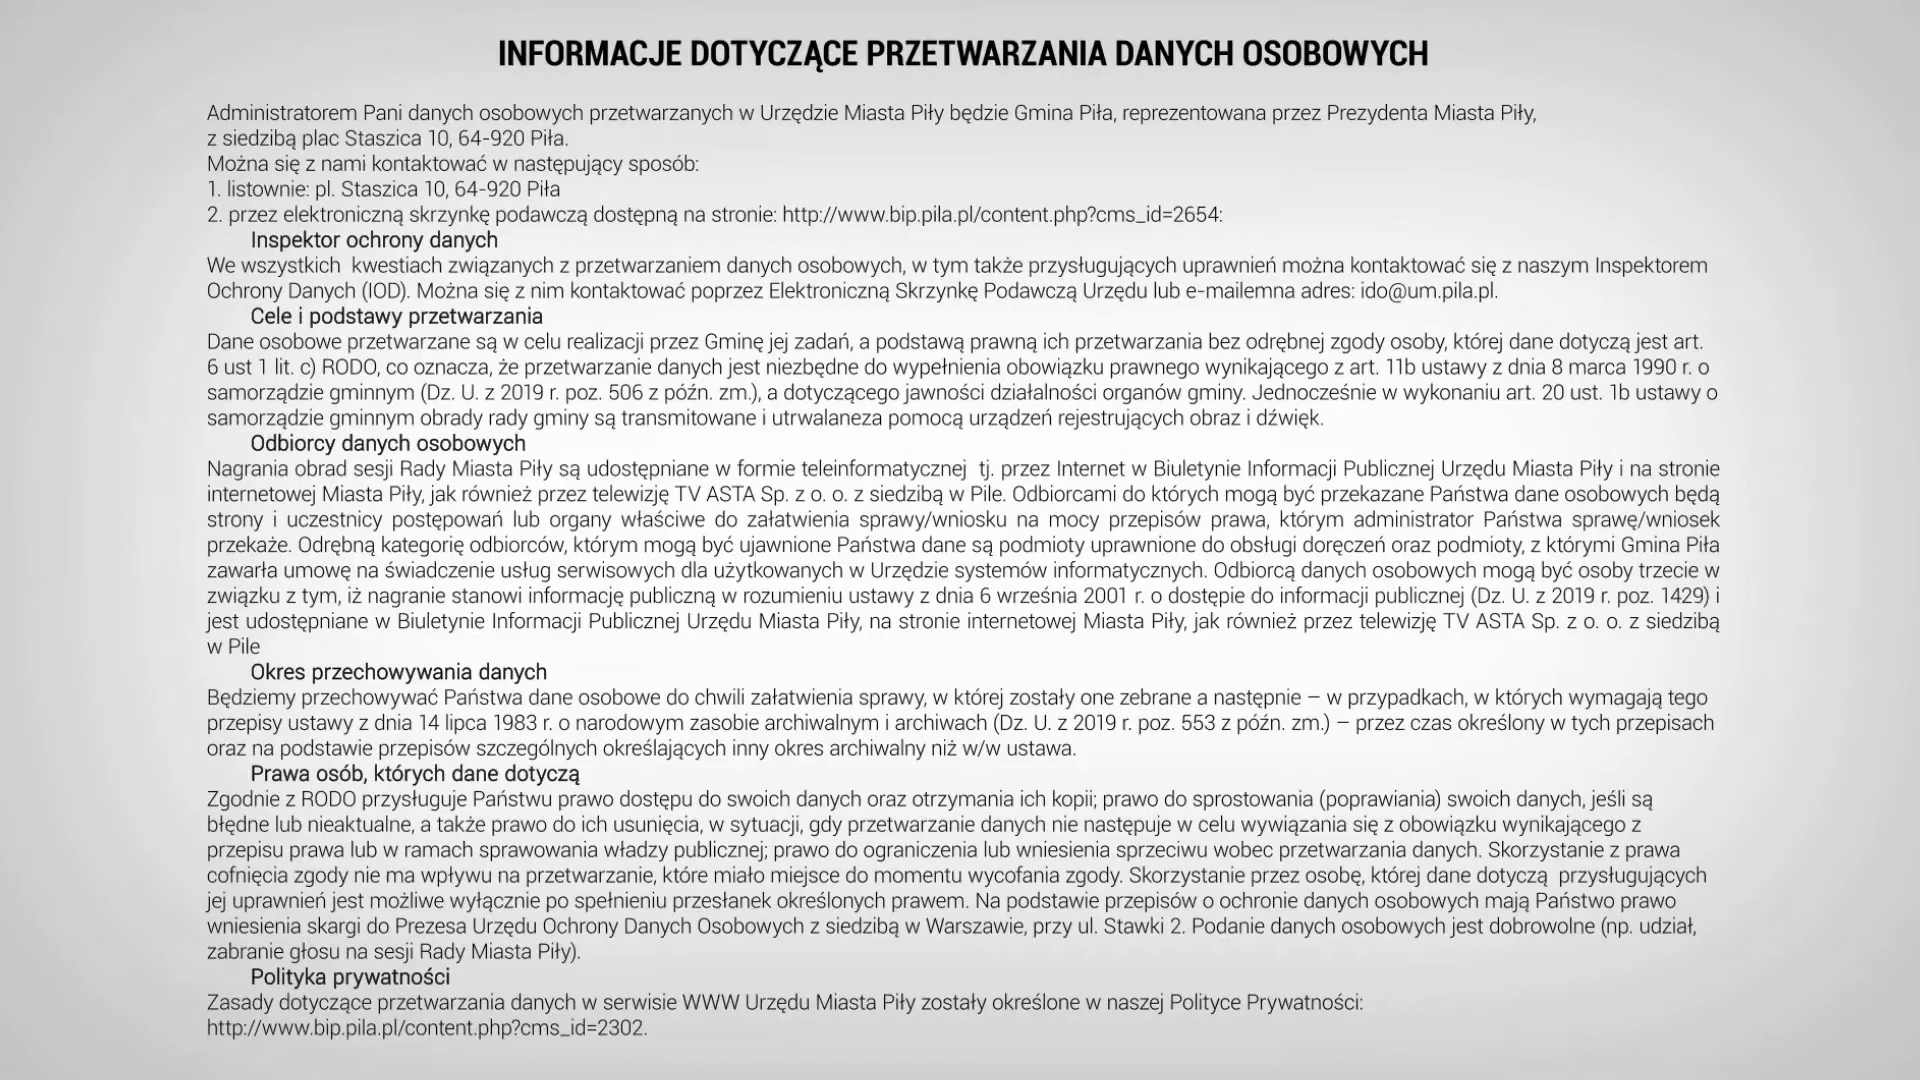 INFORMACJE DOTYCZĄCE PRZETWARZANIA DANYCH OSOBOWYCH
Administratorem Pani danych osobowych przetwarzanych w Urzędzie Miasta Piły będzie Gmina Piła, reprezentowana przez Prezydenta Miasta Piły,
z siedzibą plac Staszica 10, 64-920 Piła.
Można się z nami kontaktować w następujący sposób:
1. listownie: pl. Staszica 10, 64-920 Piła
2. przez elektroniczną skrzynkę podawczą dostępną na stronie: http://www.bip.pila.pl/content.php?cms_id=2654:
Inspektor ochrony danych
We wszystkich  kwestiach związanych z przetwarzaniem danych osobowych, w tym także przysługujących uprawnień można kontaktować się z naszym Inspektorem
Ochrony Danych (IOD). Można się z nim kontaktować poprzez Elektroniczną Skrzynkę Podawczą Urzędu lub e-mailemna adres: ido@um.pila.pl.
Cele i podstawy przetwarzania
Dane osobowe przetwarzane są w celu realizacji przez Gminę jej zadań, a podstawą prawną ich przetwarzania bez odrębnej zgody osoby, której dane dotyczą jest art.
6 ust 1 lit. c) RODO, co oznacza, że przetwarzanie danych jest niezbędne do wypełnienia obowiązku prawnego wynikającego z art. 11b ustawy z dnia 8 marca 1990 r. o
samorządzie gminnym (Dz. U. z 2019 r. poz. 506 z późn. zm.), a dotyczącego jawności działalności organów gminy. Jednocześnie w wykonaniu art. 20 ust. 1b ustawy o
samorządzie gminnym obrady rady gminy są transmitowane i utrwalaneza pomocą urządzeń rejestrujących obraz i dźwięk.
Odbiorcy danych osobowych
Nagrania obrad sesji Rady Miasta Piły są udostępniane w formie teleinformatycznej  tj. przez Internet w Biuletynie Informacji Publicznej Urzędu Miasta Piły i na stronie
internetowej Miasta Piły, jak również przez telewizję TV ASTA Sp. z o. o. z siedzibą w Pile. Odbiorcami do których mogą być przekazane Państwa dane osobowych będą
strony i uczestnicy postępowań lub organy właściwe do załatwienia sprawy/wniosku na mocy przepisów prawa, którym administrator Państwa sprawę/wniosek
przekaże. Odrębną kategorię odbiorców, którym mogą być ujawnione Państwa dane są podmioty uprawnione do obsługi doręczeń oraz podmioty, z którymi Gmina Piła
zawarła umowę na świadczenie usług serwisowych dla użytkowanych w Urzędzie systemów informatycznych. Odbiorcą danych osobowych mogą być osoby trzecie w
związku z tym, iż nagranie stanowi informację publiczną w rozumieniu ustawy z dnia 6 września 2001 r. o dostępie do informacji publicznej (Dz. U. z 2019 r. poz. 1429) i
jest udostępniane w Biuletynie Informacji Publicznej Urzędu Miasta Piły, na stronie internetowej Miasta Piły, jak również przez telewizję TV ASTA Sp. z o. o. z siedzibą
w Pile
Okres przechowywania danych
Będziemy przechowywać Państwa dane osobowe do chwili załatwienia sprawy, w której zostały one zebrane a następnie – w przypadkach, w których wymagają tego
przepisy ustawy z dnia 14 lipca 1983 r. o narodowym zasobie archiwalnym i archiwach (Dz. U. z 2019 r. poz. 553 z późn. zm.) – przez czas określony w tych przepisach
oraz na podstawie przepisów szczególnych określających inny okres archiwalny niż w/w ustawa.
Prawa osób, których dane dotyczą
Zgodnie z RODO przysługuje Państwu prawo dostępu do swoich danych oraz otrzymania ich kopii; prawo do sprostowania (poprawiania) swoich danych, jeśli są
błędne lub nieaktualne, a także prawo do ich usunięcia, w sytuacji, gdy przetwarzanie danych nie następuje w celu wywiązania się z obowiązku wynikającego z
przepisu prawa lub w ramach sprawowania władzy publicznej; prawo do ograniczenia lub wniesienia sprzeciwu wobec przetwarzania danych. Skorzystanie z prawa
cofnięcia zgody nie ma wpływu na przetwarzanie, które miało miejsce do momentu wycofania zgody. Skorzystanie przez osobę, której dane dotyczą  przysługujących
jej uprawnień jest możliwe wyłącznie po spełnieniu przesłanek określonych prawem. Na podstawie przepisów o ochronie danych osobowych mają Państwo prawo
wniesienia skargi do Prezesa Urzędu Ochrony Danych Osobowych z siedzibą w Warszawie, przy ul. Stawki 2. Podanie danych osobowych jest dobrowolne (np. udział,
zabranie głosu na sesji Rady Miasta Piły).
Polityka prywatności
Zasady dotyczące przetwarzania danych w serwisie WWW Urzędu Miasta Piły zostały określone w naszej Polityce Prywatności:
http://www.bip.pila.pl/content.php?cms_id=2302.